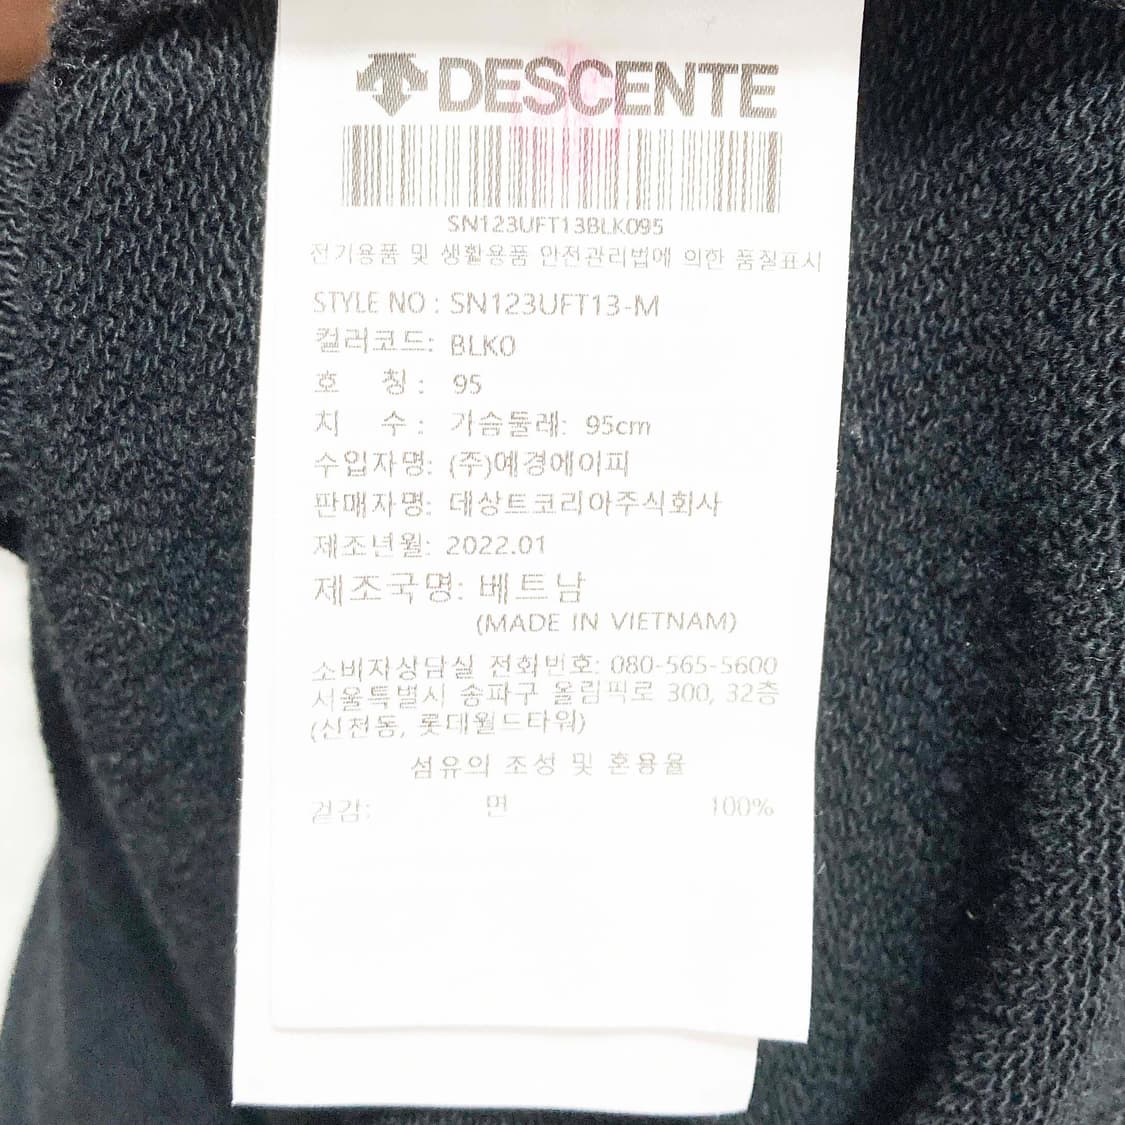 DESCENTE
SN123UFT13BLK095
전기용품 및 생활용품 안전관리법에 의한 품질표시
STYLE NO : SN123UFT13-M
컬러코드: BLK0
호 칭 : 95
치 수 : 가슴둘레: 95cm
수입자명: (주)예경에이피
판매자명: 데상트코리아주식회사
제조년월: 2022.01
제조국명: 베트남
(MADE IN VIETNAM)
소비자상담실 전화번호: 080-565-5600
서울특별시 송파구 올림픽로 300, 32층
(신천동, 롯데월드타워)
섬유의 조성 및 혼용율
겉감: 면 100%